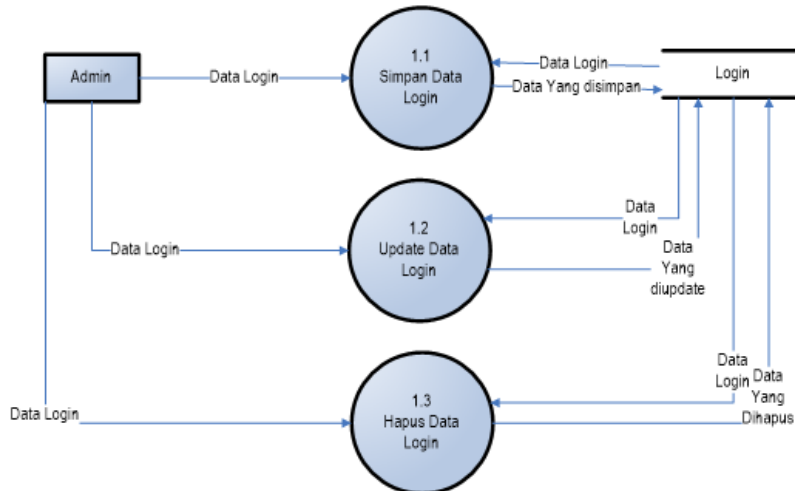 Admin
Data Login
1.1
Simpan Data
Login
Data Login
Data Yang disimpan
Login
Data Login
1.2
Update Data
Login
Data
Login
Data
Yang
diupdate
Data Login
1.3
Hapus Data
Login
Data
Login
Data
Yang
Dihapus